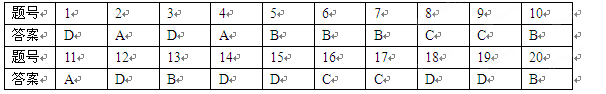 题号 1 2 3 4 5 6 7 8 9 10
答案 D A D A B B B C C B
题号 11 12 13 14 15 16 17 18 19 20
答案 A D B D D C C D D B